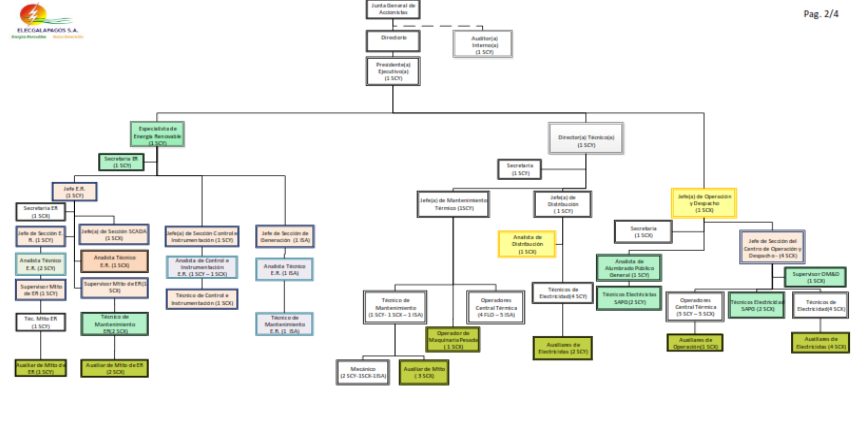 Pag. 2/4
ELECGALAPAGOS S.A.
Junta General de
Accionistas
Directorio
Auditor(a)
Interno(a)
(1 SCY)
Presidente(a)
Ejecutivo(a)
(1 SCY)
Especialista de
Energía Renovable
(1 SCY)
Director(a) Técnico(a)
(1 SCY)
Secretaria ER
(1 SCY)
Secretaria
(1 SCY)
Jefe E.R.
(1 SCY)
Jefe(a) de Mantenimiento
Térmico (1SCY)
Jefe(a) de
Distribución
( 1 SCY)
Jefe(a) de Operación
y Despacho
(1 SCX)
Secretaria ER
(1 SCX)
Secretaria
(1 SCX)
Jefe de Sección E.
R. (1 SCY)
Jefe(a) de Sección SCADA
(1 SCX)
Jefe(a) de Sección Control e
Instrumentación (1 SCY)
Jefe de Sección de
Generación (1 ISA)
Analista de
Distribución
(1 SCX)
Jefe de Sección del
Centro de Operación y
Despacho - (4 SCX)
Analista Técnico
E.R. (2 SCY)
Analista Técnico
E.R. (1 SCX)
Analista de Control e
Instrumentación
E.R. (1 SCY – 1 SCX)
Analista Técnico
E.R. (1 ISA)
Analista de
Alumbrado Público
General (1 SCY)
Supervisor OM&D
(1 SCX)
Supervisor Mtto
de ER (1 SCY)
Supervisor Mtto de ER(1
SCX)
Técnico de Control e
Instrumentación (1 SCX)
Técnico de
Mantenimiento
(1 SCY- 1 SCX – 1 ISA)
Operadores
Central Térmica
(4 FLO – 5 ISA)
Técnicos de
Electricidad(4 SCY)
Técnicos Electricistas
SAPG(2 SCY)
Operadores
Central Térmica
(5 SCY – 5 SCX)
Técnicos Electricistas
SAPG (2 SCX)
Técnicos de
Electricidad(4 SCX)
Téc. Mtto ER
(1 SCY)
Técnico de
Mantenimiento
ER(2 SCX)
Técnico de
Mantenimiento
E.R. (1 ISA)
Operador de
Maquinaria Pesada
( 1 SCX)
Auxiliares de
Electricistas (2 SCY)
Auxiliares de
Operación(1 SCX)
Auxiliares de
Electricistas (4 SCX)
Auxiliar de Mtto de
ER (1 SCY)
Auxiliar de Mtto de ER
(2 SCX)
Mecánico
(2 SCY-1SCX-1ISA)
Auxiliar de Mtto
( 3 SCX)